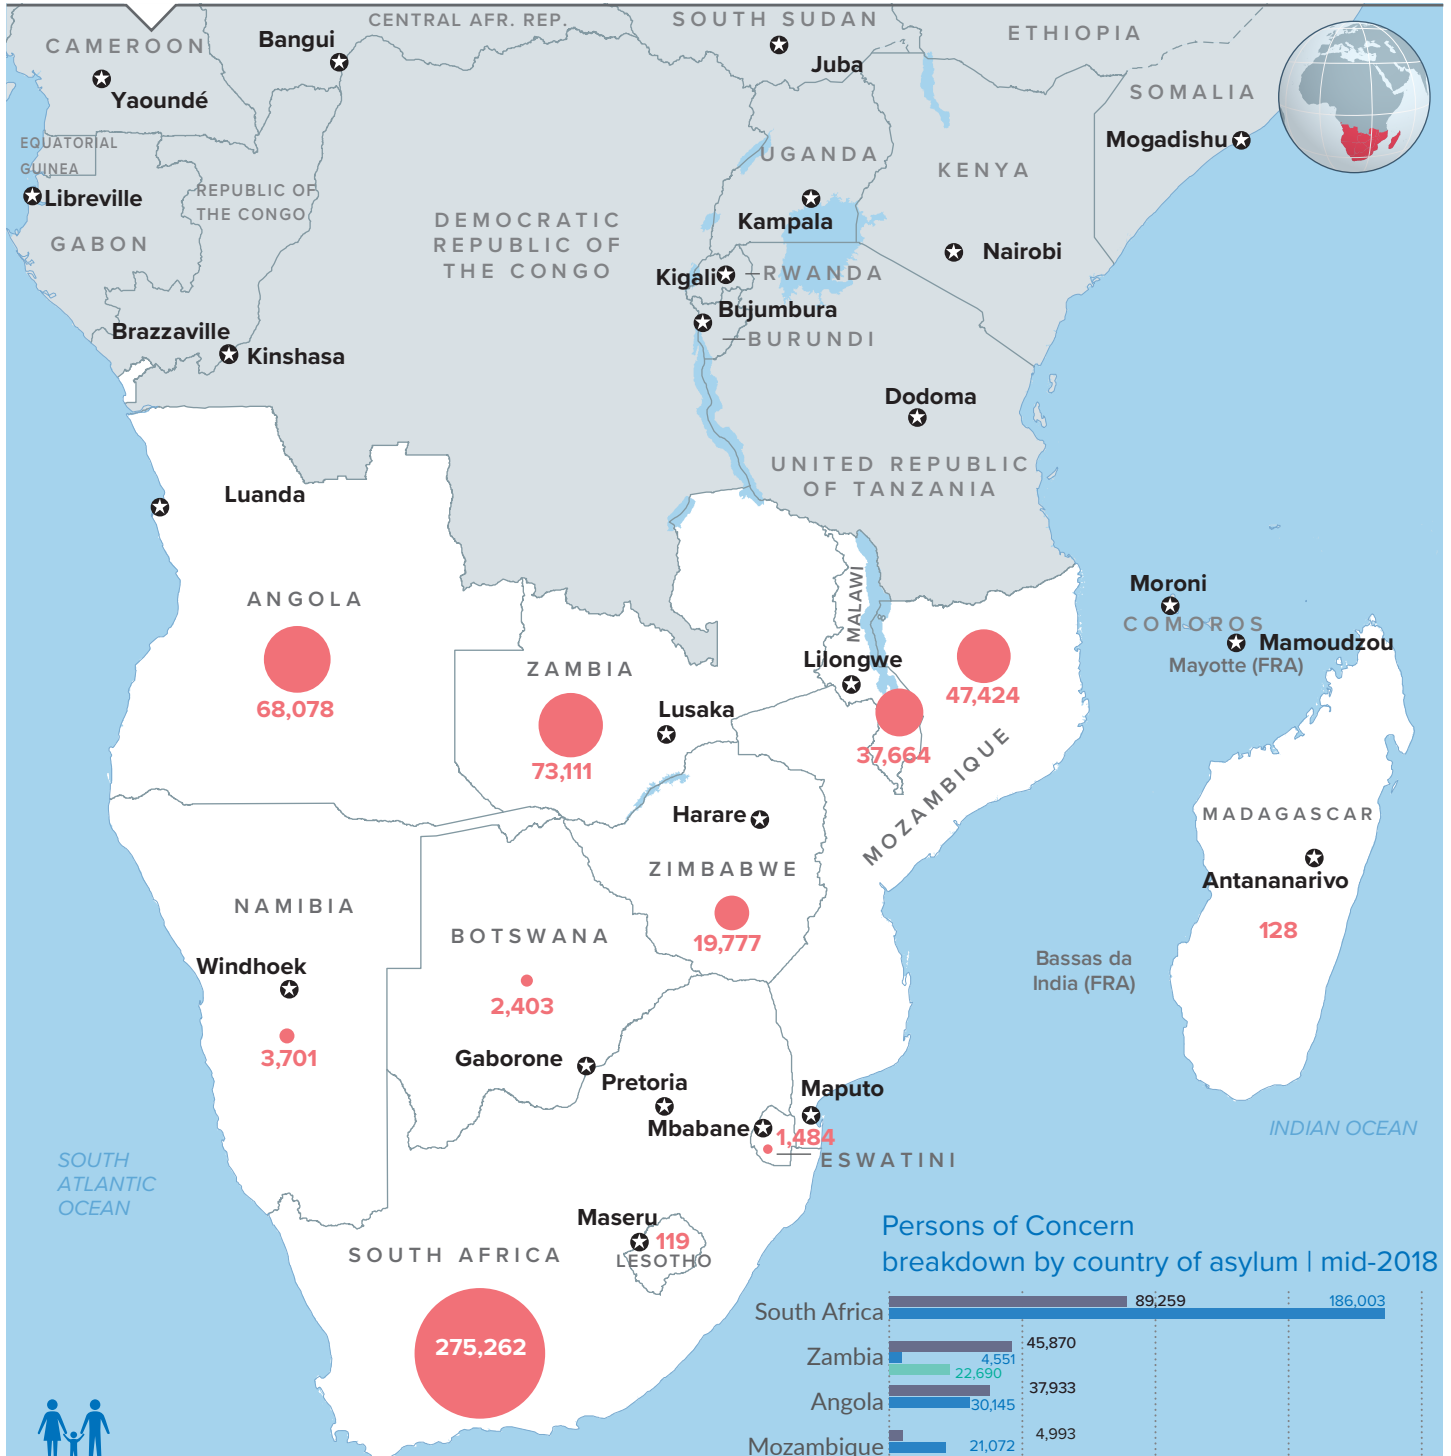 CENTRAL AFR. REP.
SOUTH SUDAN
ETHIOPIA
CAMEROON
Bangui
Juba
Yaoundé
SOMALIA
Mogadishu
EQUATORIAL
GUINEA
UGANDA
KENYA
Libreville
REPUBLIC OF
THE CONGO
GABON
DEMOCRATIC
REPUBLIC OF
THE CONGO
Kampala
Nairobi
Kigali
RWANDA
Bujumbura
BURUNDI
Brazzaville
Kinshasa
Dodoma
UNITED REPUBLIC
OF TANZANIA
Luanda
ANGOLA
68,078
ZAMBIA
Lusaka
73,111
MALAWI
Lilongwe
37,664
47,424
MOZAMBIQUE
Moroni
COMOROS
Mamoudzou
Mayotte (FRA)
Harare
ZIMBABWE
19,777
MADAGASCAR
Antananarivo
128
NAMIBIA
Windhoek
3,701
BOTSWANA
2,403
Gaborone
Bassas da
India (FRA)
Pretoria
Maputo
Mbabane
1,484
ESWATINI
INDIAN OCEAN
SOUTH
ATLANTIC
OCEAN
Maseru
119
LESOTHO
SOUTH AFRICA
275,262
Persons of Concern
breakdown by country of asylum | mid-2018
South Africa
89,259
186,003
Zambia
45,870
4,551
22,690
Angola
37,933
30,145
Mozambique
4,993
21,072